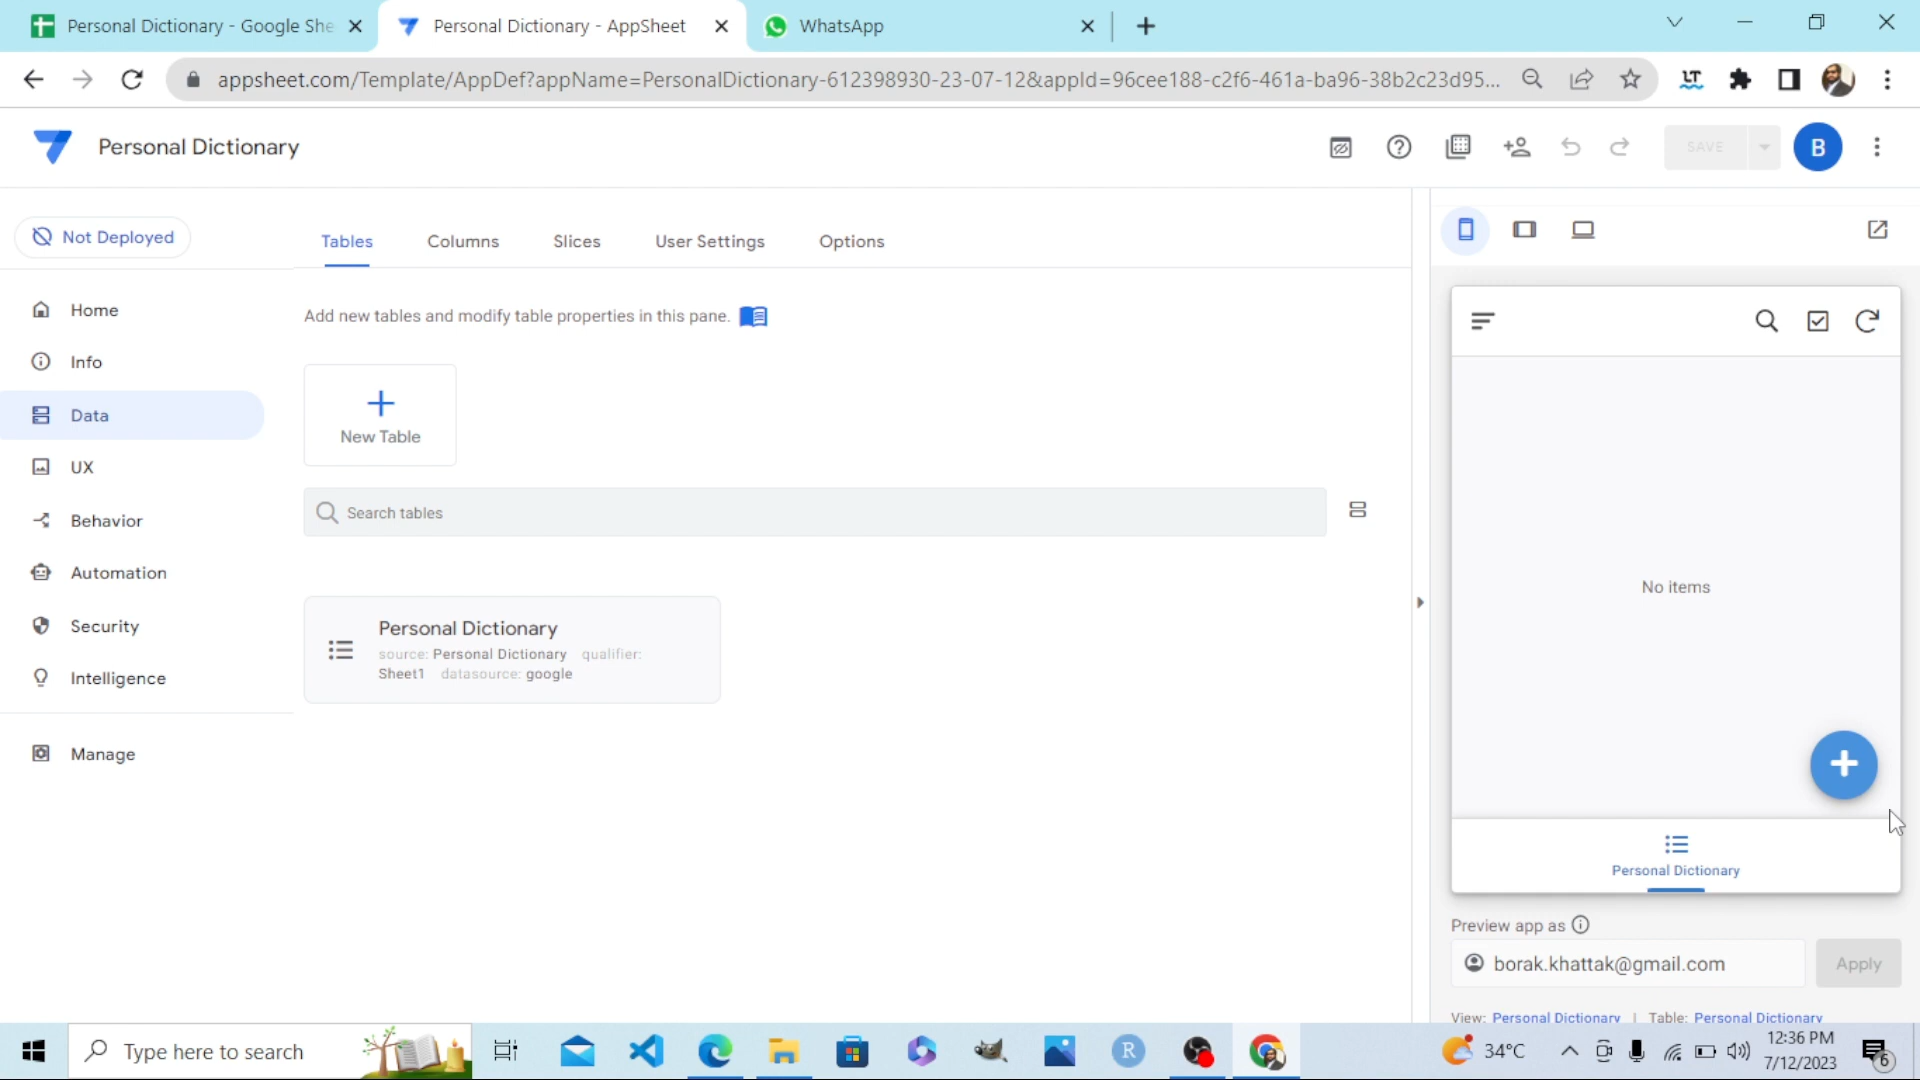 Personal Dictionary - Google She
Personal Dictionary - AppSheet
WhatsApp
appsheet.com/Template/AppDef?appName=PersonalDictionary-612398930-23-07-12&appId=96cee188-c2f6-461a-ba96-38b2c23d95...
Personal Dictionary
SAVE
B
Not Deployed
Tables Columns Slices User Settings Options
Home
Info
Data
UX
Behavior
Automation
Security
Intelligence
Manage
Add new tables and modify table properties in this pane.
New Table
Search tables
Personal Dictionary
source: Personal Dictionary qualifier:
Sheet1 datasource: google
No items
Personal Dictionary
Preview app as
borak.khattak@gmail.com
Apply
View: Personal Dictionary | Table: Personal Dictionary
Type here to search
R
34°C
12:36 PM
7/12/2023
6